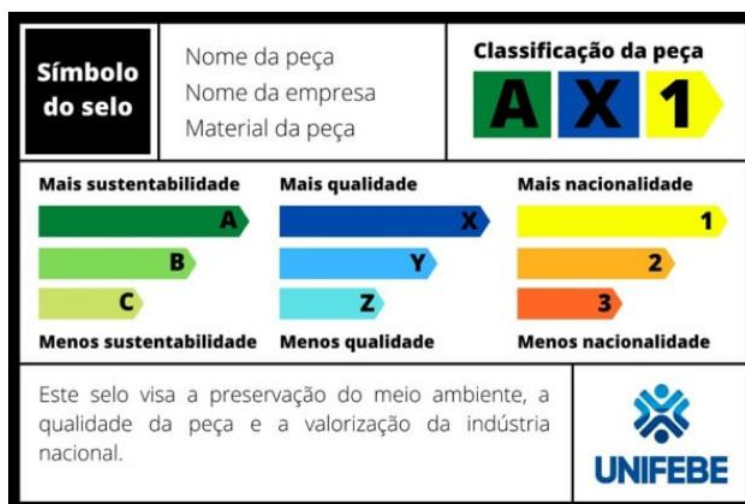 Símbolo
do selo
Nome da peça
Nome da empresa
Material da peça
Classificação da peça
A X 1
Mais sustentabilidade
A
B
C
Menos sustentabilidade
Mais qualidade
X
Y
Z
Menos qualidade
Mais nacionalidade
1
2
3
Menos nacionalidade
Este selo visa a preservação do meio ambiente, a
qualidade da peça e a valorização da indústria
nacional.
UNIFEBE